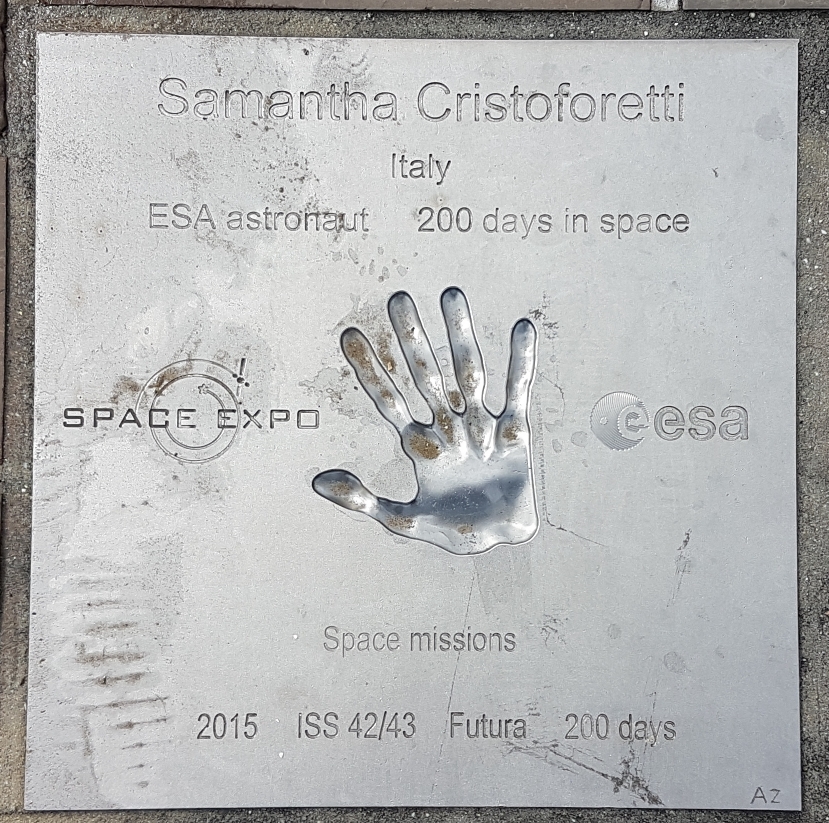 Samantha Cristoforetti
Italy
ESA astronaut 200 days in space
SPACE EXPO
esa
Space missions
2015 ISS 42/43 Futura 200 days
AZ